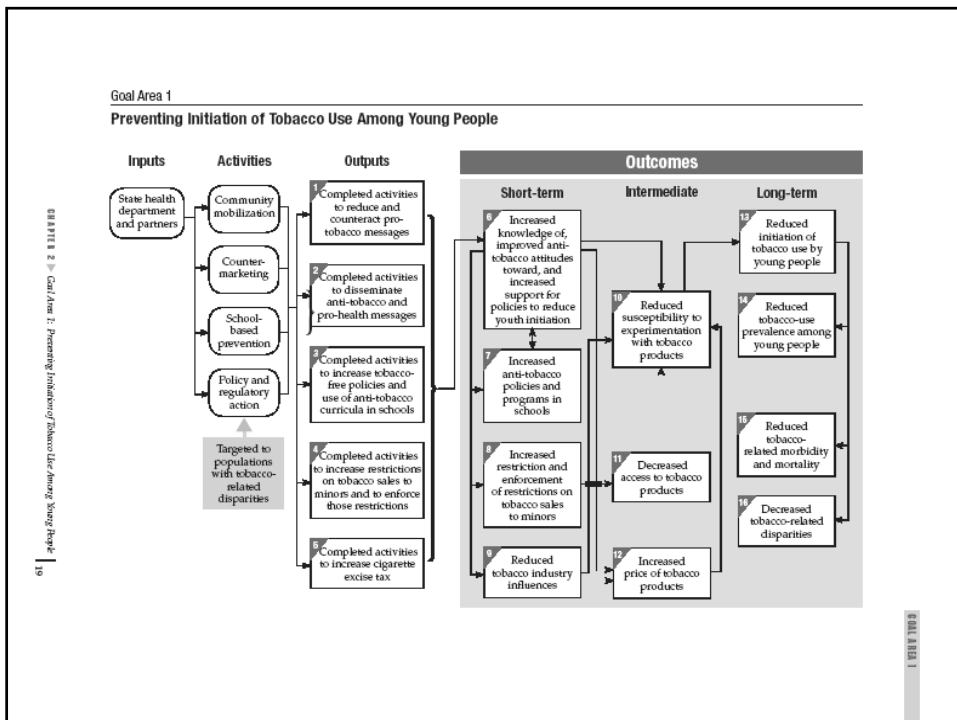 Goal Area 1
Preventing Initiation of Tobacco Use Among Young People
Inputs
Activities
Outputs
Outcomes
Short-term
Intermediate
Long-term
State health
department
and partners
Community
mobilization
Counter-
marketing
School-
based
prevention
Policy and
regulatory
action
Targeted to
populations
with tobacco-
related
disparities
1
Completed activities
to reduce and
counteract pro-
tobacco messages
2
Completed activities
to disseminate
anti-tobacco and
pro-health messages
3
Completed activities
to increase tobacco-
free policies and
use of anti-tobacco
curricula in schools
4
Completed activities
to increase restrictions
on tobacco sales to
minors and to enforce
those restrictions
5
Completed activities
to increase cigarette
excise tax
6
Increased
knowledge of,
improved anti-
tobacco attitudes
toward, and
increased
support for
policies to reduce
youth initiation
7
Increased
anti-tobacco
policies and
programs in
schools
8
Increased
restriction and
enforcement
of restrictions on
tobacco sales
to minors
9
Reduced
tobacco industry
influences
10
Reduced
susceptibility to
experimentation
with tobacco
products
11
Decreased
access to tobacco
products
12
Increased
price of tobacco
products
13
Reduced
initiation of
tobacco use by
young people
14
Reduced
tobacco-use
prevalence among
young people
15
Reduced
tobacco-
related morbidity
and mortality
16
Decreased
tobacco-related
disparities
CHAPTER 2 ▶ Goal Area 1: Preventing Initiation of Tobacco Use Among Young People
19
GOAL AREA 1